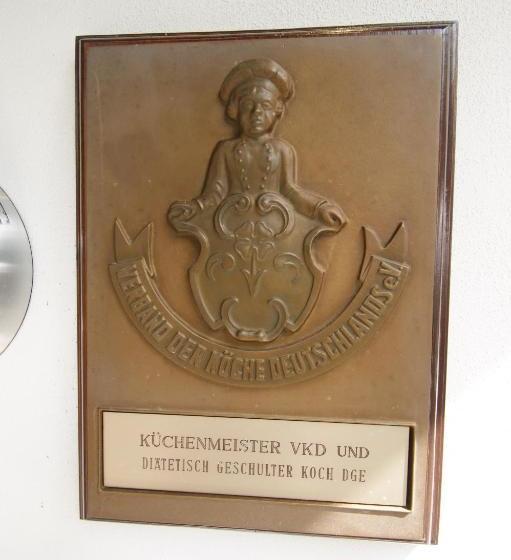 VERBAND DER KÖCHE DEUTSCHLANDS e.V.
KÜCHENMEISTER VKD UND
DIÄTETISCH GESCHULTER KOCH DGE